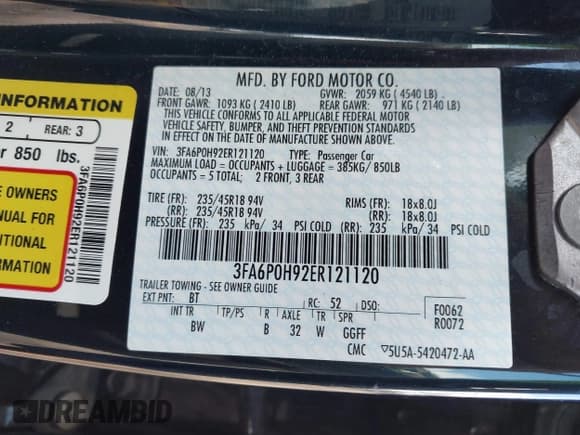 MFD. BY FORD MOTOR CO.
DATE: 08/13 GVWR: 2059 KG ( 4540 LB)
FRONT GAWR: 1093 KG ( 2410 LB) REAR GAWR: 971 KG ( 2140 LB)
THIS VEHICLE CONFORMS TO ALL APPLICABLE FEDERAL MOTOR
VEHICLE SAFETY, BUMPER, AND THEFT PREVENTION STANDARDS
IN EFFECT ON THE DATE OF MANUFACTURE SHOWN ABOVE.
VIN: 3FA6P0H92ER121120 TYPE: Passenger Car
MAXIMUM LOAD = OCCUPANTS + LUGGAGE = 385KG/ 850LB
OCCUPANTS = 5 TOTAL; 2 FRONT, 3 REAR
TIRE (FR): 235/45R18 94V RIMS (FR): 18x8.0J
(RR): 235/45R18 94V (RR): 18x8.0J
PRESSURE (FR): 235 kPa/ 34 PSI COLD (RR): 235 kPa/ 34 PSI COLD
3FA6P0H92ER121120
TRAILER TOWING - SEE OWNER GUIDE
EXT PNT: BT RC: 52 DSO: F0062
R0072
INT TR TP/PS R AXLE TR SPR
BW B 32 W GGFF
CMC ▽5U5A-5420472-AA
INFORMATION
2 REAR: 3
850 lbs.
OWNERS
MANUAL FOR
INFORMATION
3FA6P0H92ER121120
DREAMBID